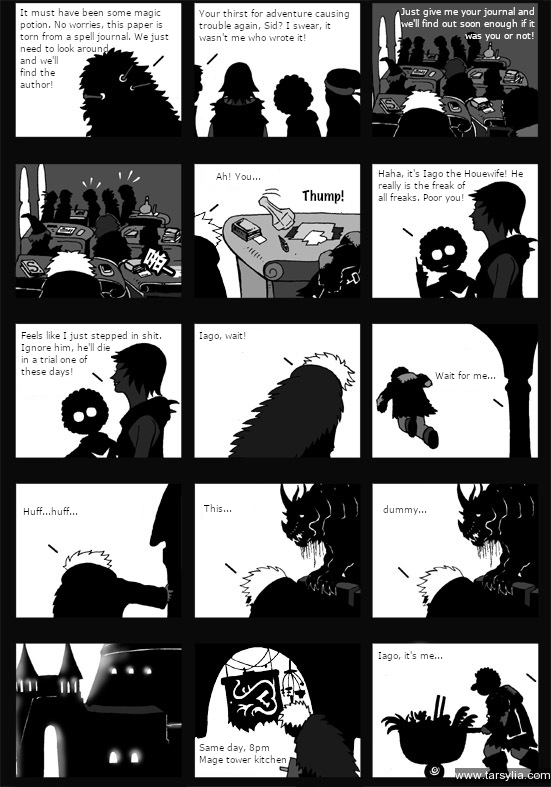 It must have been some magic
potion. No worries, this paper is
torn from a spell journal. We just
need to look around
and we'll
find the
author!
Your thirst for adventure causing
trouble again, Sid? I swear, it
wasn't me who wrote it!
Just give me your journal and
we'll find out soon enough if it
was you or not!
啪
Ah! You...
Thump!
Haha, it's Iago the Houewife! He
really is the freak of
all freaks. Poor you!
Feels like I just stepped in shit.
Ignore him, he'll die
in a trial one of
these days!
Iago, wait!
Wait for me...
Huff...huff...
This...
dummy...
Same day, 8pm
Mage tower kitchen
Iago, it's me...
www.tarsylia.com